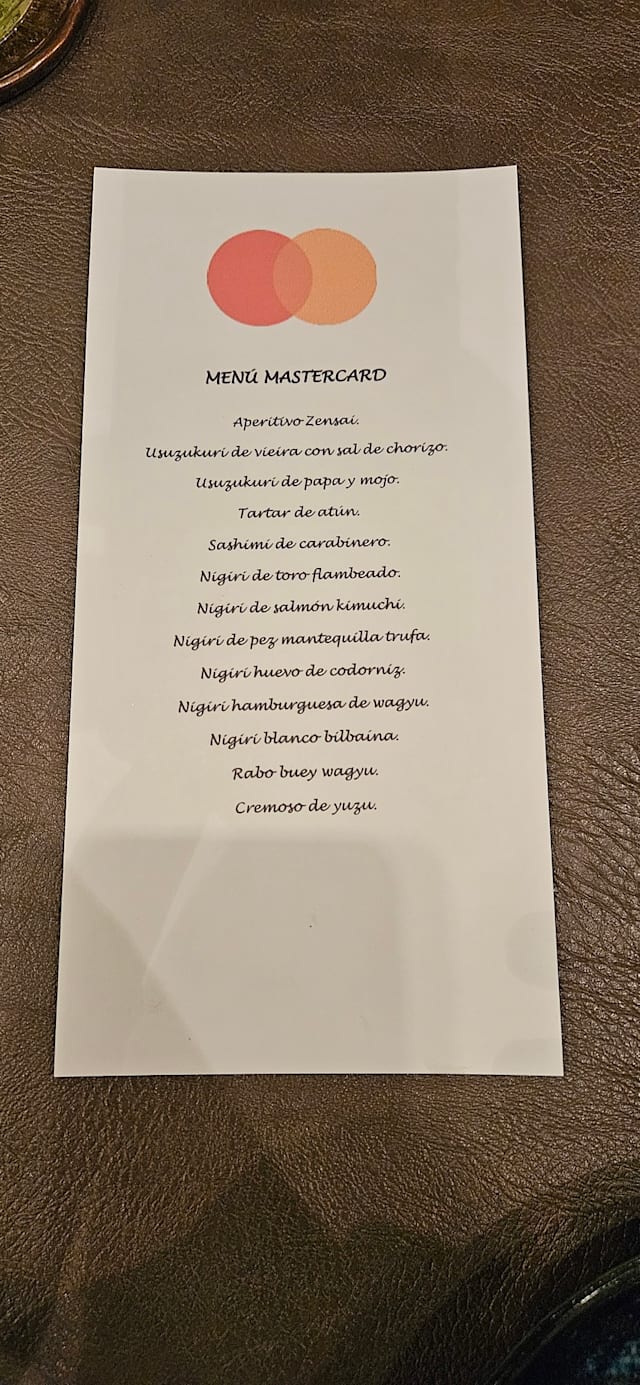 MENÚ MASTERCARD
Aperitivo Zensai.
Usuzukuri de vieira con sal de chorizo.
Usuzukuri de papa y mojo.
Tartar de atún.
Sashimi de carabinero.
Nigiri de toro flambeado.
Nigiri de salmón kimuchi.
Nigiri de pez mantequilla trufa.
Nigiri huevo de codorniz.
Nigiri hamburguesa de wagyu.
Nigiri blanco bilbaína.
Rabo buey wagyu.
Cremoso de yuzu.